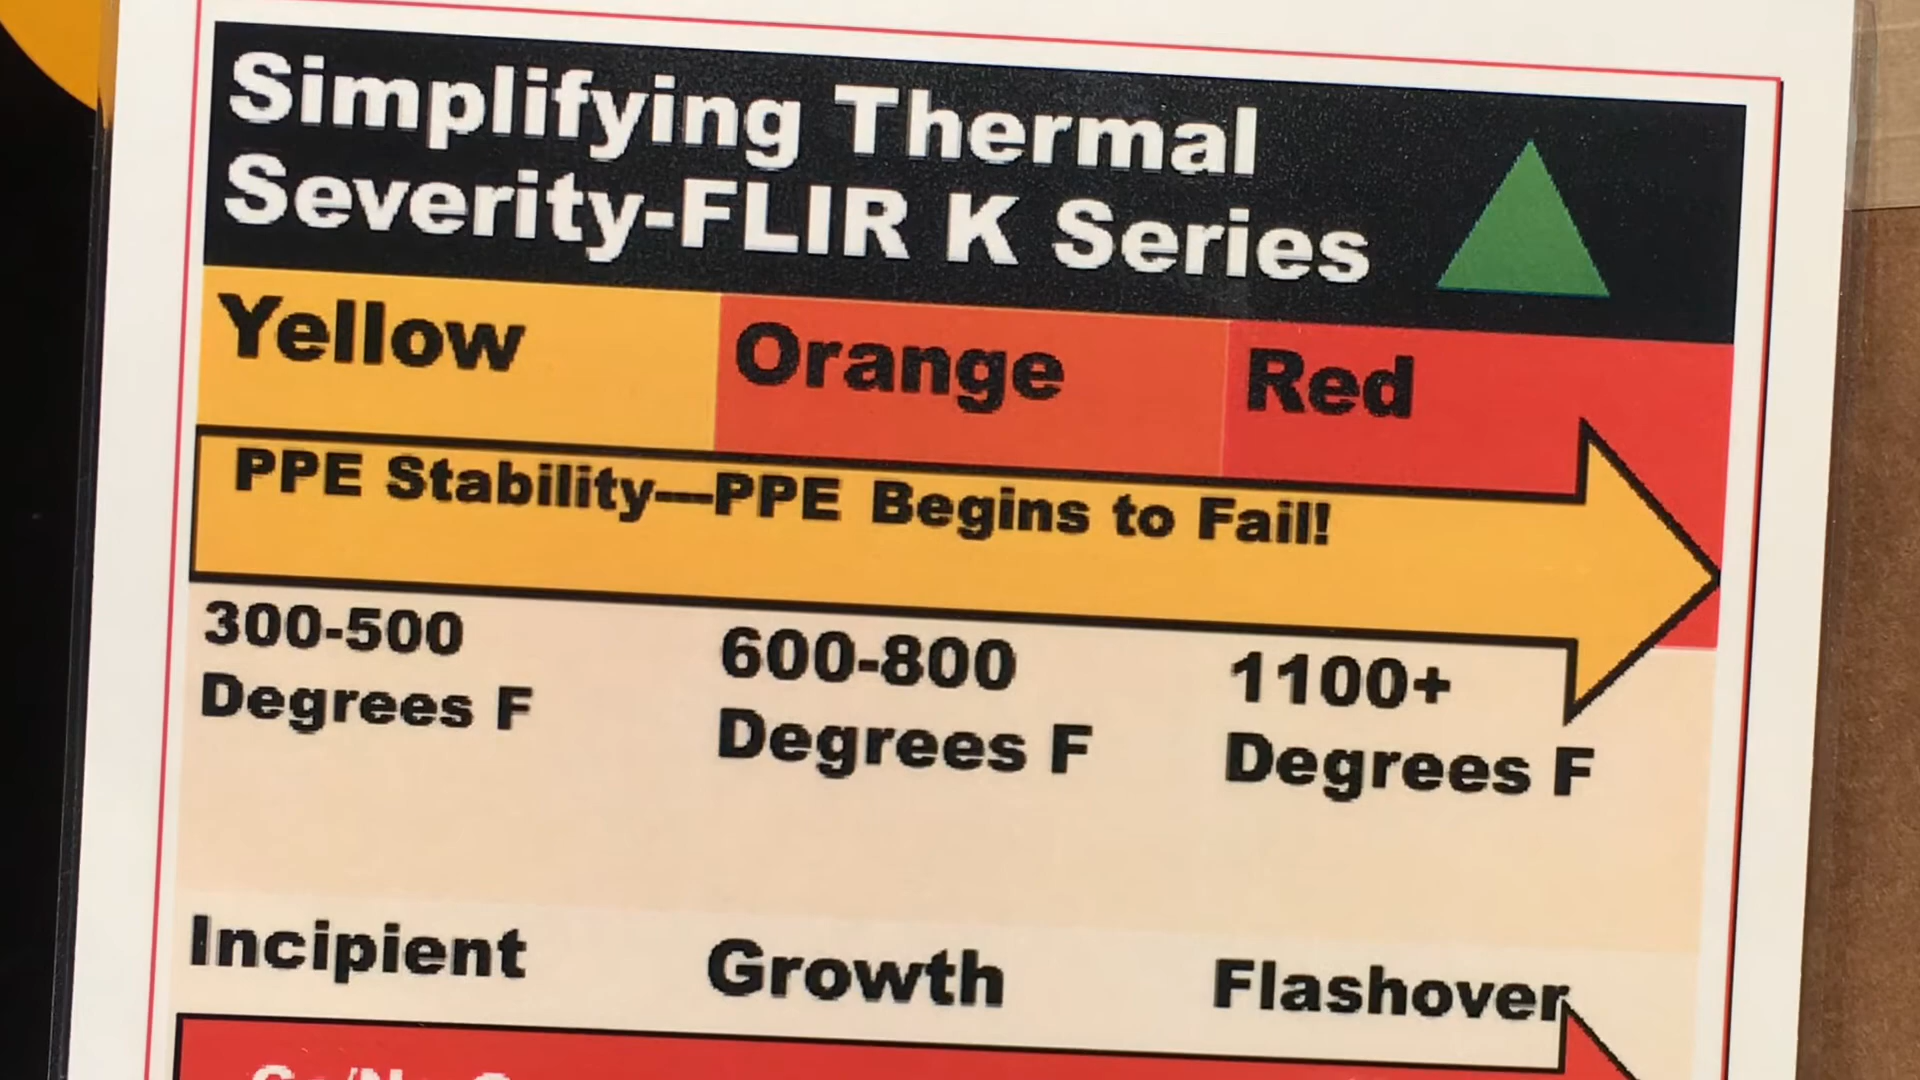 Simplifying Thermal
Severity-FLIR K Series
Yellow
Orange
Red
PPE Stability—PPE Begins to Fail!
300-500
Degrees F
600-800
Degrees F
1100+
Degrees F
Incipient
Growth
Flashover